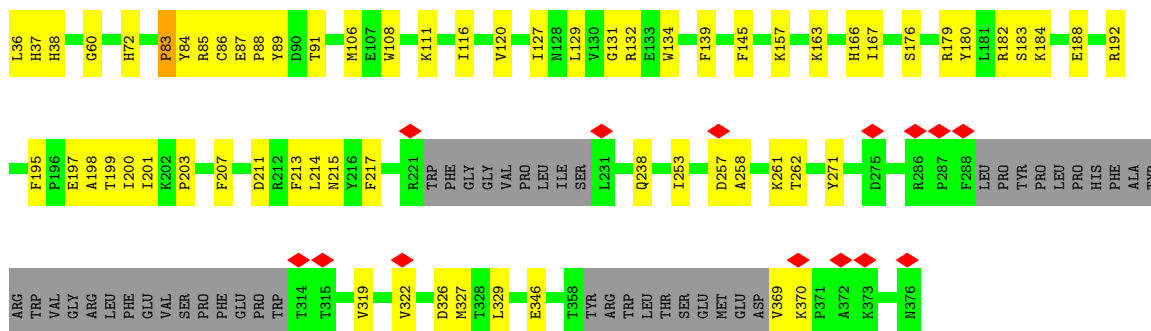 L36 H37 H38 G60 H72 P83 Y84 R85 C86 E87 P88 Y89 D90 T91 M106 E107 W108 K111 I116 V120 I127 N128 L129 V130 G131 R132 E133 W134 F139 F145 K157 K163 H166 I167 S176 R179 Y180 L181 R182 S183 K184 E188 R192
F195 P196 E197 A198 T199 I200 I201 K202 P203 F207 D211 R212 F213 L214 N215 Y216 F217 R221 TRP PHE GLY GLY VAL PRO LEU ILE SER L231 Q238 I253 D257 A258 K261 T262 Y271 D275 R286 P287 F288 LEU PRO TYR PRO LEU PRO HIS PHE ALA TYR
ARG TRP VAL GLY ARG LEU PHE GLU VAL SER PRO PHE GLU PRO TRP T314 T315 V319 V322 D326 M327 T328 L329 E346 T358 TYR ARG TRP LEU THR SER GLU MET GLU ASP V369 K370 P371 A372 K373 N376